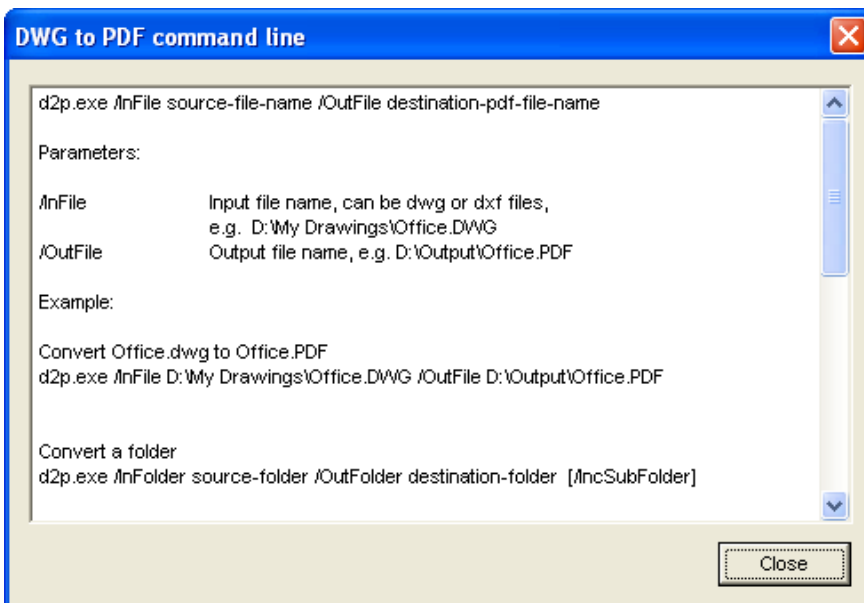 DWG to PDF command line
d2p.exe /InFile source-file-name /OutFile destination-pdf-file-name
Parameters:
/InFile Input file name, can be dwg or dxf files,
e.g. D:\My Drawings\Office.DWG
/OutFile Output file name, e.g. D:\Output\Office.PDF
Example:
Convert Office.dwg to Office.PDF
d2p.exe /InFile D:\My Drawings\Office.DWG /OutFile D:\Output\Office.PDF
Convert a folder
d2p.exe /InFolder source-folder /OutFolder destination-folder [/IncSubFolder]
Close